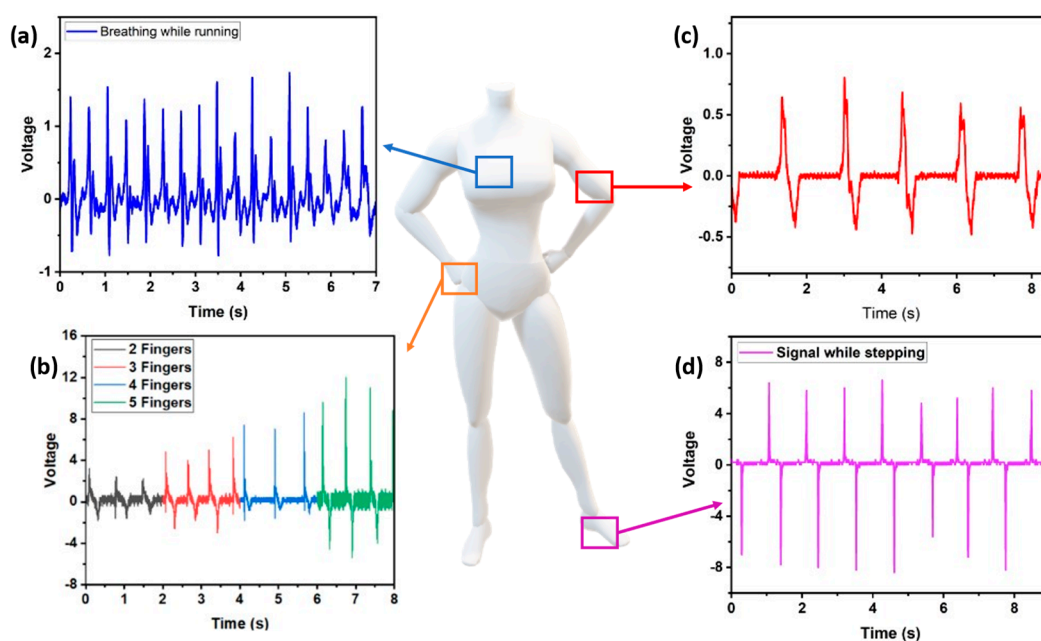 (a)
Breathing while running
2
1
0
-1
Voltage
0 1 2 3 4 5 6 7
Time (s)
(b)
2 Fingers
3 Fingers
4 Fingers
5 Fingers
16
12
8
4
0
-4
-8
Voltage
0 1 2 3 4 5 6 7 8
Time (s)
(c)
1.0
0.5
0.0
-0.5
Voltage
0 2 4 6 8
Time (s)
(d)
Signal while stepping
8
4
0
-4
-8
Voltage
0 2 4 6 8
Time (s)